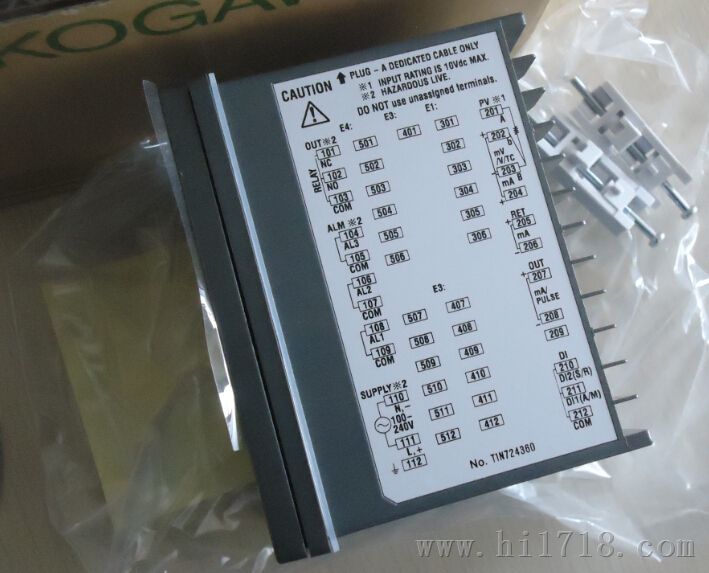 KOGAW
CAUTION
PLUG - A DEDICATED CABLE ONLY
※1 INPUT RATING IS 10Vdc MAX.
※2 HAZARDOUS LIVE.
DO NOT use unassigned terminals.
E4:
E3:
E1:
PV ※1
OUT※2
RELAY
101
NC
102
NO
103
COM
ALM ※2
104
AL3
105
COM
106
AL2
107
COM
108
AL1
109
COM
SUPPLY※2
110
N,-
100-
240V
111
L,+
112
501
502
503
504
505
506
401
301
302
303
304
305
306
E3:
507
508
509
510
511
512
407
408
409
410
411
412
201
A
+ 202
b
mV
V/TC
- 203
+ mA B
- 204
RET
+ 205
mA
- 206
OUT
+ 207
mA/
PULSE
- 208
209
DI
210
DI2(S/R)
211
DI1(A/M)
212
COM
No. TIN724360
www.hi1718.com